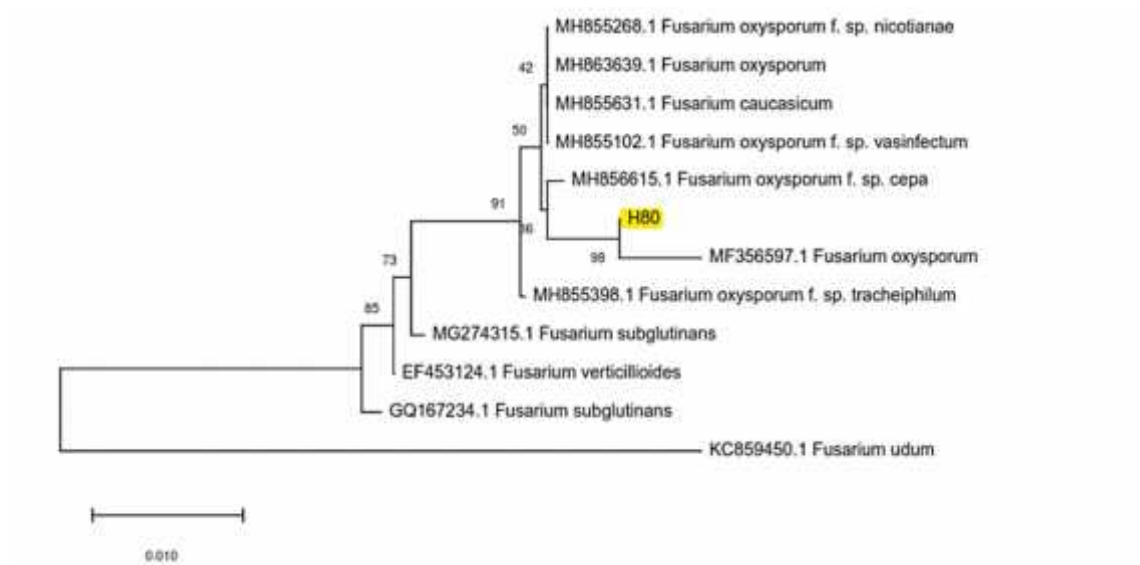 MH855268.1 Fusarium oxysporum f. sp. nicotianae
42
MH863639.1 Fusarium oxysporum
MH855631.1 Fusarium caucasicum
50
MH855102.1 Fusarium oxysporum f. sp. vasinfectum
MH856615.1 Fusarium oxysporum f. sp. cepa
91
H80
73
98
MF356597.1 Fusarium oxysporum
MH855398.1 Fusarium oxysporum f. sp. tracheiphilum
85
MG274315.1 Fusarium subglutinans
EF453124.1 Fusarium verticillioides
GQ167234.1 Fusarium subglutinans
KC859450.1 Fusarium udum
0.010